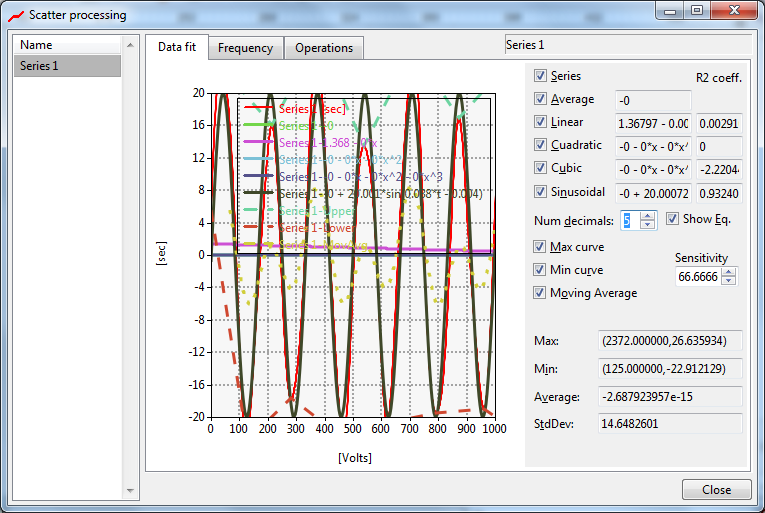 Scatter processing
Name
Series 1
Data fit
Frequency
Operations
Series 1
20
16
12
8
4
0
-4
-8
-12
-16
-20
[sec]
0 100 200 300 400 500 600 700 800 900 1000
[Volts]
Series 1 [sec]
Series 1-1.368 - 0*x
Series 1--0 - 0*x - 0*x^2
Series 1--0 - 0*x - 0*x^2 - 0*x^3
Series 1--0 + 20.001*sin(0.038*t - 0.004)
Series 1-Upper
Series 1-Lower
Series 1-MovAvg
Series
R2 coeff.
Average -0
Linear 1.36797 - 0.00 0.00291
Cuadratic -0 - 0*x - 0*x^ 0
Cubic -0 - 0*x - 0*x^ -2.22044
Sinusoidal -0 + 20.00072 0.93240
Num decimals: 5 Show Eq.
Max curve
Min curve
Moving Average
Sensitivity
66.6666
Max: (2372.000000,26.635934)
Min: (125.000000,-22.912129)
Average: -2.687923957e-15
StdDev: 14.6482601
Close